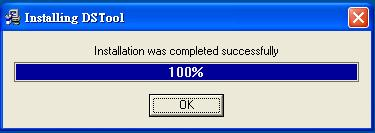 Installing DSTool
Installation was completed successfully
100%
OK